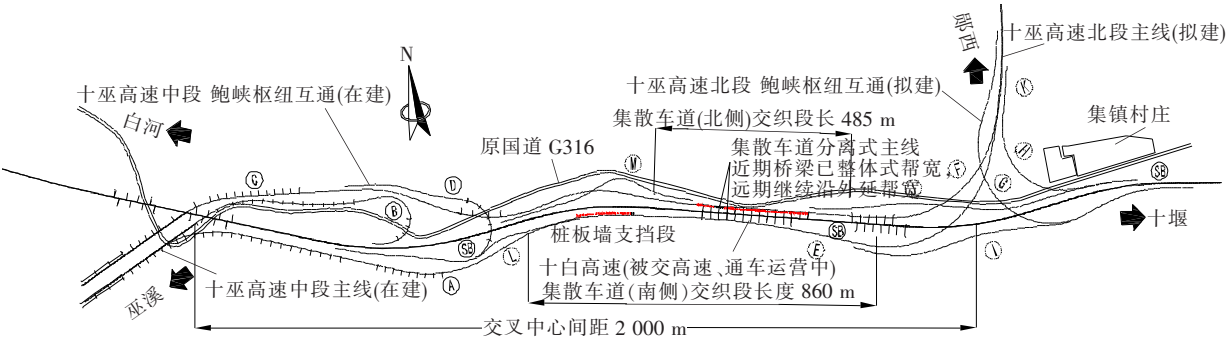 十巫高速北段主线(拟建)
郧西
N
十巫高速中段 鲍峡枢纽互通(在建)
十巫高速北段 鲍峡枢纽互通(拟建)
K
集镇村庄
白河
集散车道(北侧)交织段长 485 m
原国道 G316
集散车道分离式主线
近期桥梁已整体式帮宽,
远期继续沿外延帮宽
H
M
F
SB
G
D
G
B
十堰
桩板墙支挡段
SB
SB
L
E
I
A
十白高速(被交高速、通车运营中)
巫溪
十巫高速中段主线(在建)
集散车道(南侧)交织段长度 860 m
交叉中心间距 2 000 m